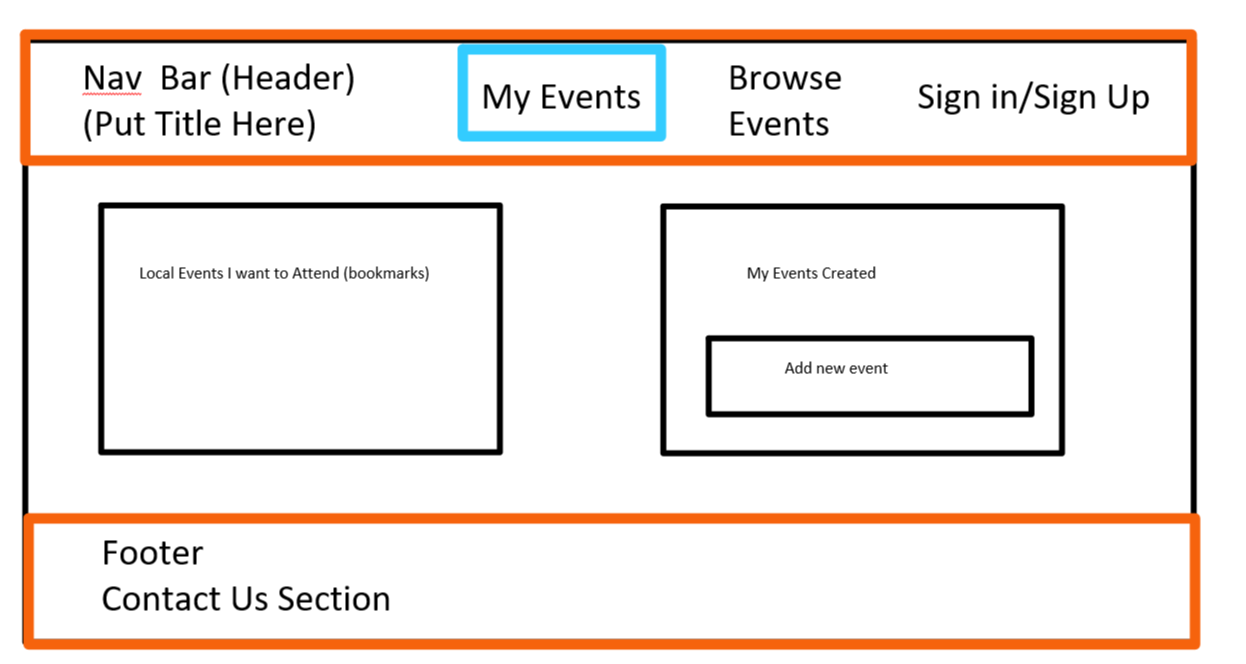 Nav  Bar (Header)
(Put Title Here)
My Events
Browse
Events
Sign in/Sign Up
Local Events I want to Attend (bookmarks)
My Events Created
Add new event
Footer
Contact Us Section